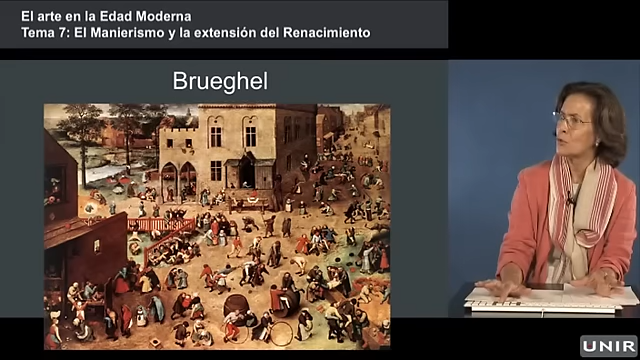 El arte en la Edad Moderna
Tema 7: El Manierismo y la extensión del Renacimiento
Brueghel
UNIR